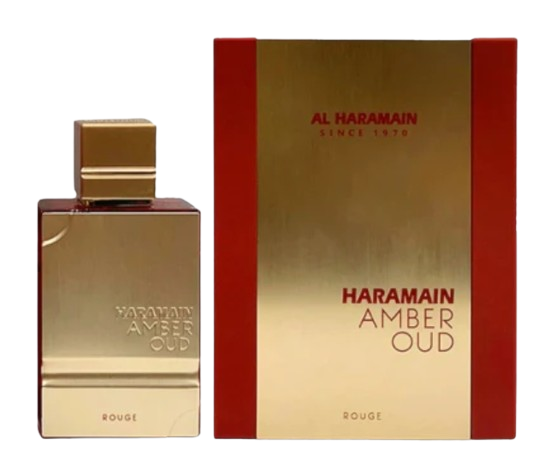 HARAMAIN
AMBER
OUD
ROUGE
AL HARAMAIN
SINCE 1970
HARAMAIN
AMBER
OUD
ROUGE